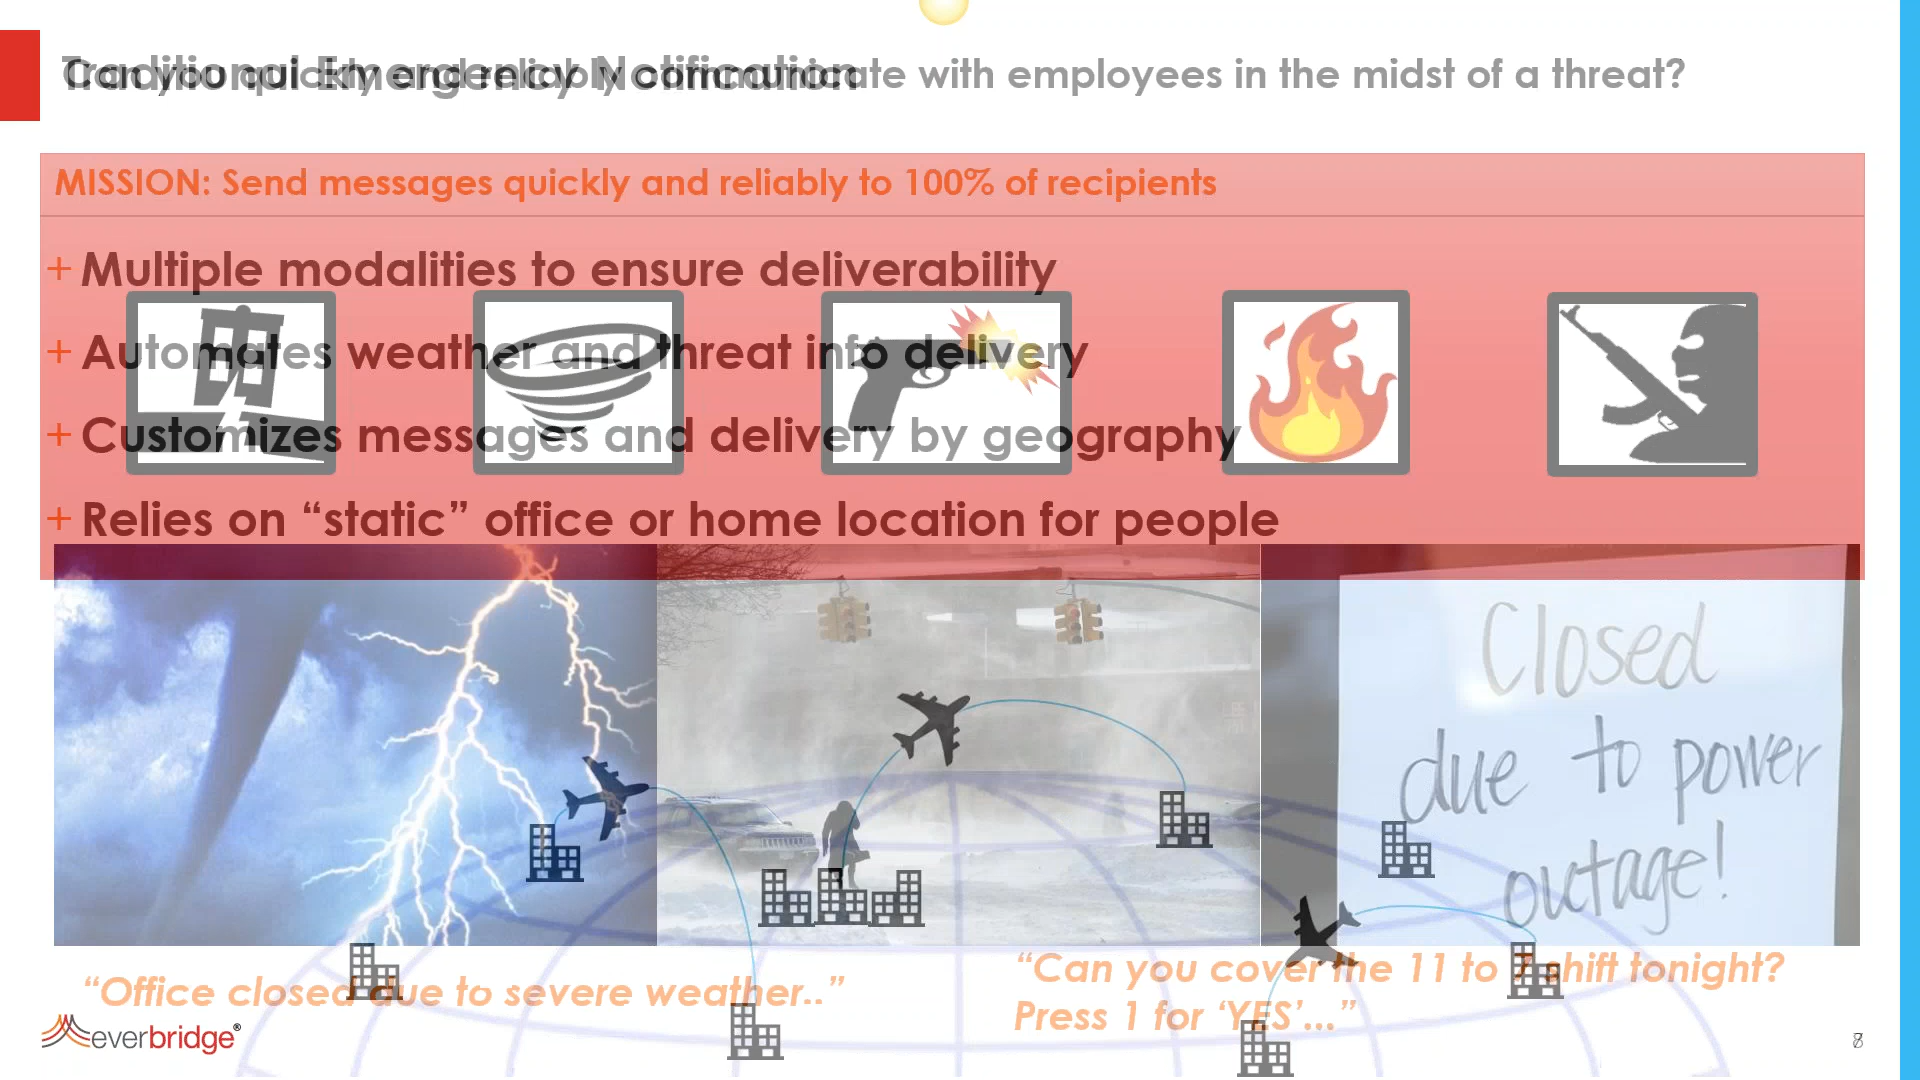 Traditional Emergency Notification
Can you quickly and reliably communicate with employees in the midst of a threat?
MISSION: Send messages quickly and reliably to 100% of recipients
+ Multiple modalities to ensure deliverability
+ Automates weather and threat info delivery
+ Customizes messages and delivery by geography
+ Relies on “static” office or home location for people
Closed
due to power
outage!
“Office closed due to severe weather..”
“Can you cover the 11 to 7 shift tonight?
Press 1 for ‘YES’...”
everbridge®